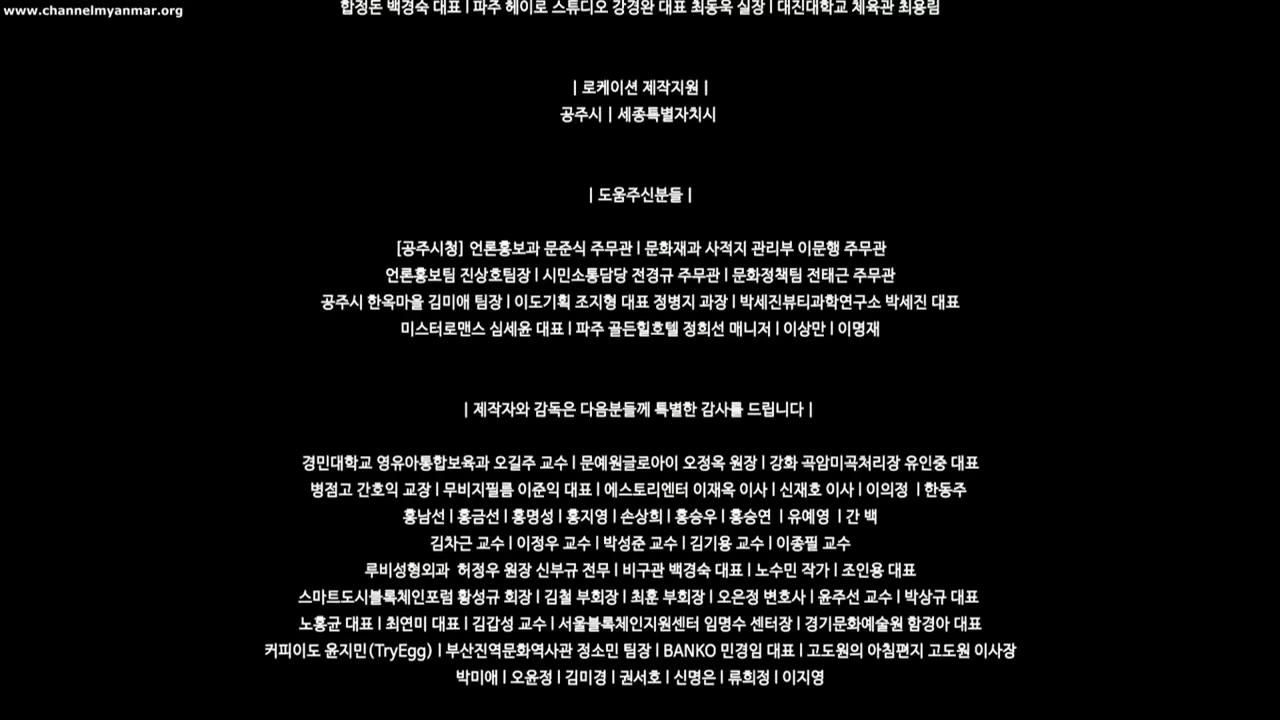 www.channelmyanmar.org
합정돈 백경숙 대표 | 파주 헤이로 스튜디오 강경완 대표 최동욱 실장 | 대진대학교 체육관 최용림
| 로케이션 제작지원 |
공주시 | 세종특별자치시
| 도움주신분들 |
[공주시청] 언론홍보과 문준식 주무관 | 문화재과 사적지 관리부 이문행 주무관
언론홍보팀 진상호팀장 | 시민소통담당 전경규 주무관 | 문화정책팀 전태근 주무관
공주시 한옥마을 김미애 팀장 | 이도기획 조지형 대표 정병지 과장 | 박세진뷰티과학연구소 박세진 대표
미스터로맨스 심세윤 대표 | 파주 골든힐호텔 정희선 매니저 | 이상만 | 이명재
| 제작자와 감독은 다음분들께 특별한 감사를 드립니다 |
경민대학교 영유아통합보육과 오길주 교수 | 문예원글로아이 오정옥 원장 | 강화 곡암미곡처리장 유인중 대표
병점고 간호익 교장 | 무비지필름 이준익 대표 | 에스토리엔터 이재옥 이사 | 신재호 이사 | 이의정 | 한동주
홍남선 | 홍금선 | 홍명성 | 홍지영 | 손상희 | 홍승우 | 홍승연 | 유예영 | 간 백
김차근 교수 | 이정우 교수 | 박성준 교수 | 김기용 교수 | 이종필 교수
루비성형외과 허정우 원장 신부규 전무 | 비구관 백경숙 대표 | 노수민 작가 | 조인용 대표
스마트도시블록체인포럼 황성규 회장 | 김철 부회장 | 최훈 부회장 | 오은정 변호사 | 윤주선 교수 | 박상규 대표
노홍균 대표 | 최연미 대표 | 김갑성 교수 | 서울블록체인지원센터 임명수 센터장 | 경기문화예술원 함경아 대표
커피이도 윤지민(TryEgg) | 부산진역문화역사관 정소민 팀장 | BANKO 민경임 대표 | 고도원의 아침편지 고도원 이사장
박미애 | 오윤정 | 김미경 | 권서호 | 신명은 | 류희정 | 이지영